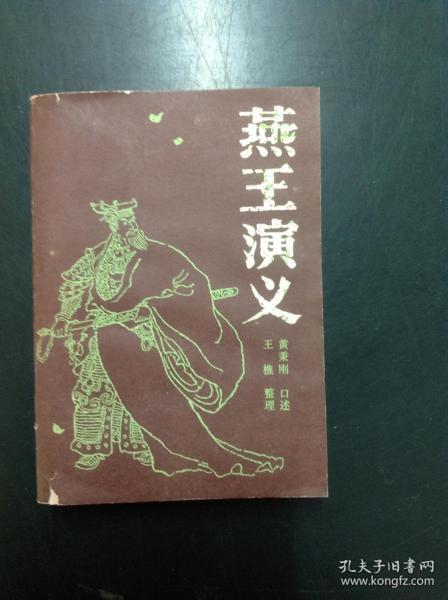 燕王演义
黄秉刚 口述
王樵 整理
孔夫子旧书网
www.kongfz.com